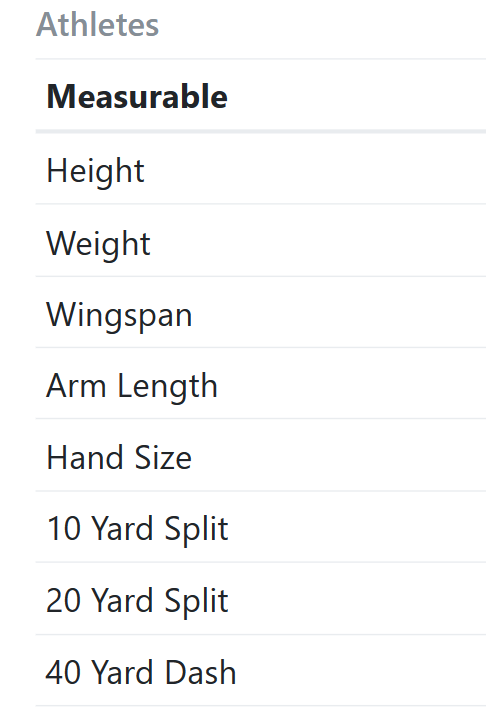 Athletes
Measurable
Height
Weight
Wingspan
Arm Length
Hand Size
10 Yard Split
20 Yard Split
40 Yard Dash